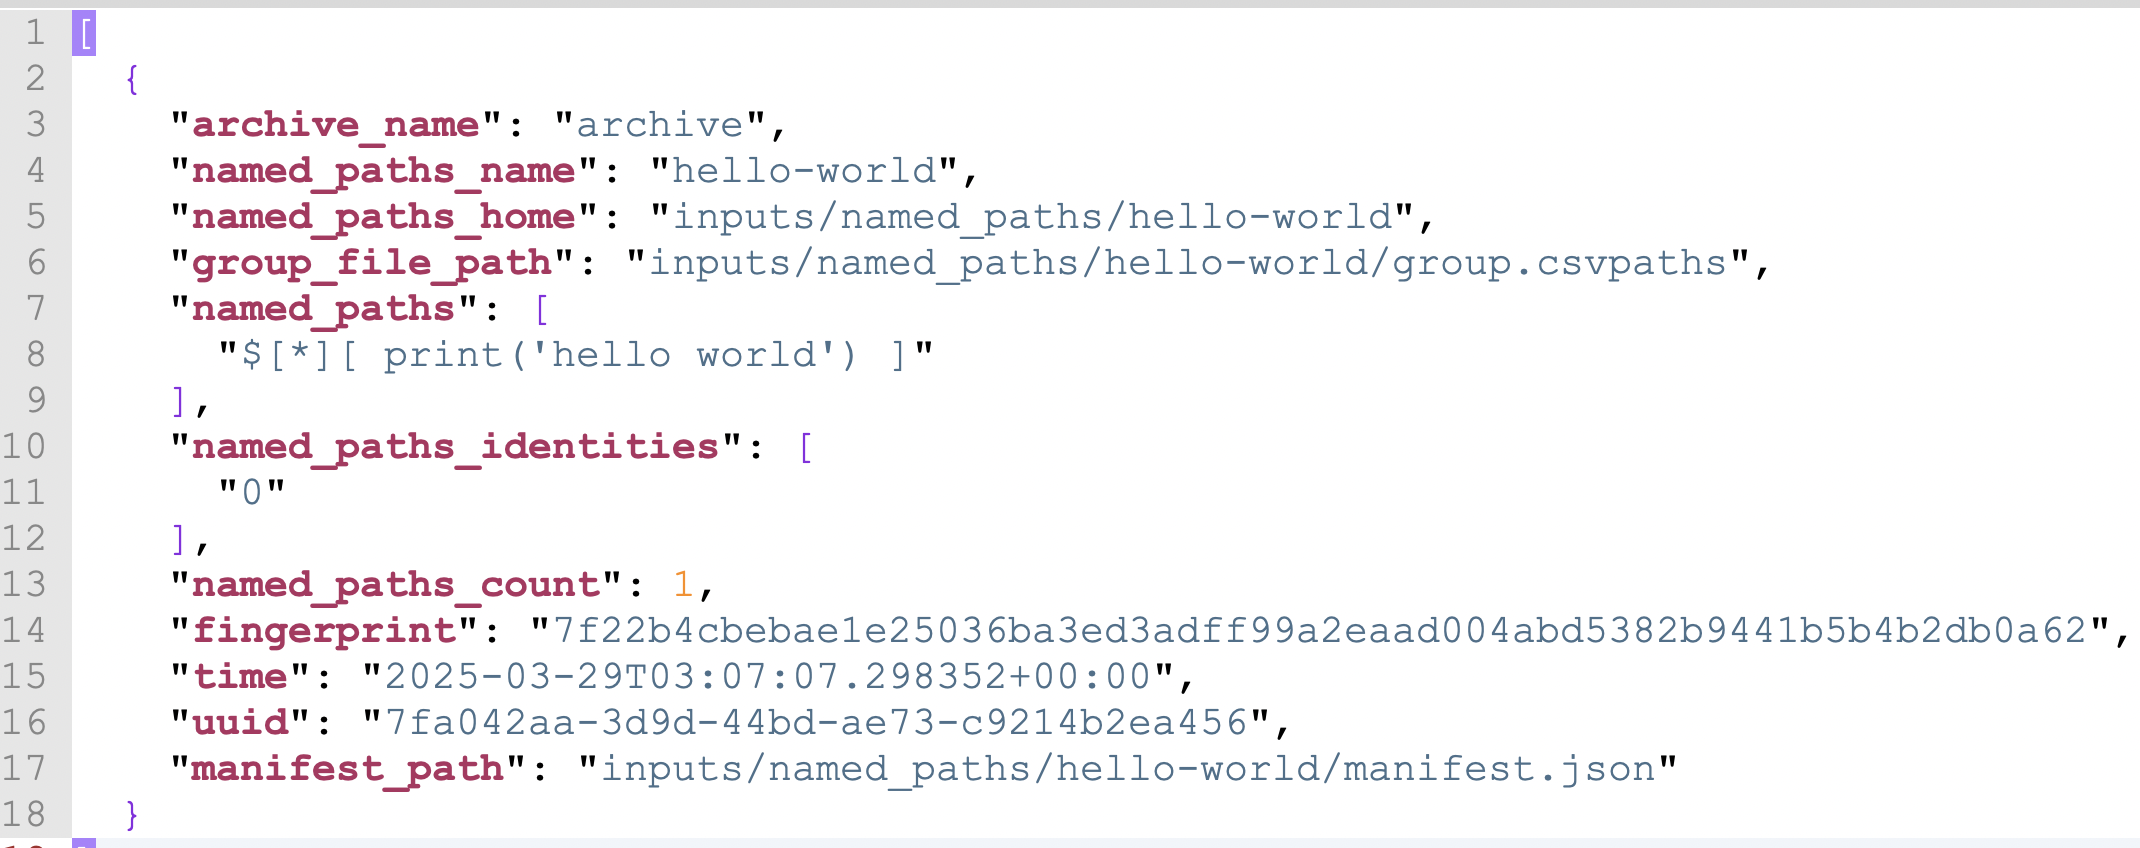 1 [
2 {
3 "archive_name": "archive",
4 "named_paths_name": "hello-world",
5 "named_paths_home": "inputs/named_paths/hello-world",
6 "group_file_path": "inputs/named_paths/hello-world/group.csvpaths",
7 "named_paths": [
8 "$[*][ print('hello world') ]"
9 ],
10 "named_paths_identities": [
11 "0"
12 ],
13 "named_paths_count": 1,
14 "fingerprint": "7f22b4cbebae1e25036ba3ed3adff99a2eaad004abd5382b9441b5b4b2db0a62",
15 "time": "2025-03-29T03:07:07.298352+00:00",
16 "uuid": "7fa042aa-3d9d-44bd-ae73-c9214b2ea456",
17 "manifest_path": "inputs/named_paths/hello-world/manifest.json"
18 }